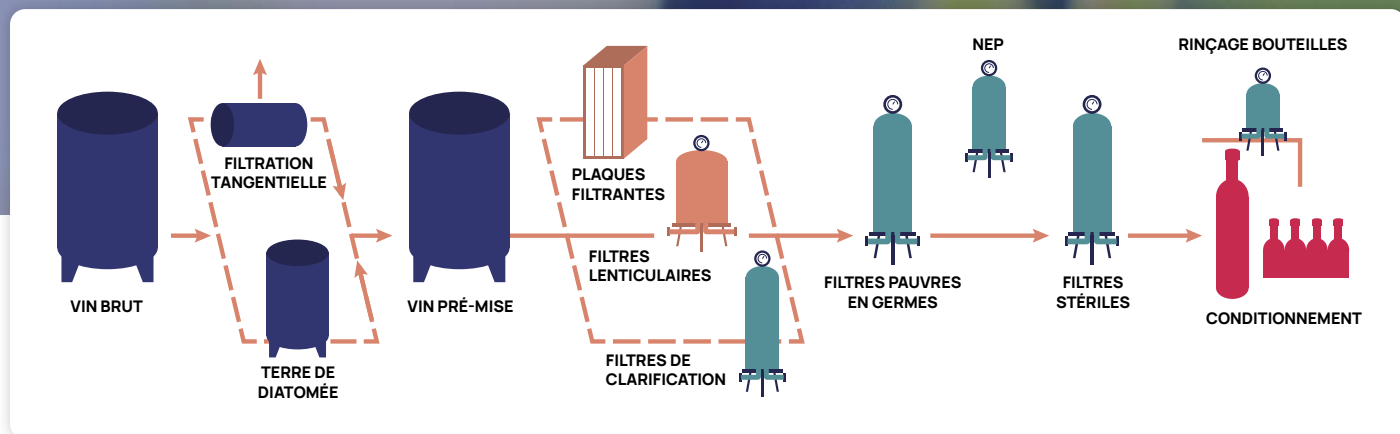 NEP
RINÇAGE BOUTEILLES
FILTRATION
TANGENTIELLE
PLAQUES
FILTRANTES
FILTRES
LENTICULAIRES
VIN BRUT
VIN PRÉ-MISE
FILTRES PAUVRES
EN GERMES
FILTRES
STÉRILES
CONDITIONNEMENT
TERRE DE
DIATOMÉE
FILTRES DE
CLARIFICATION